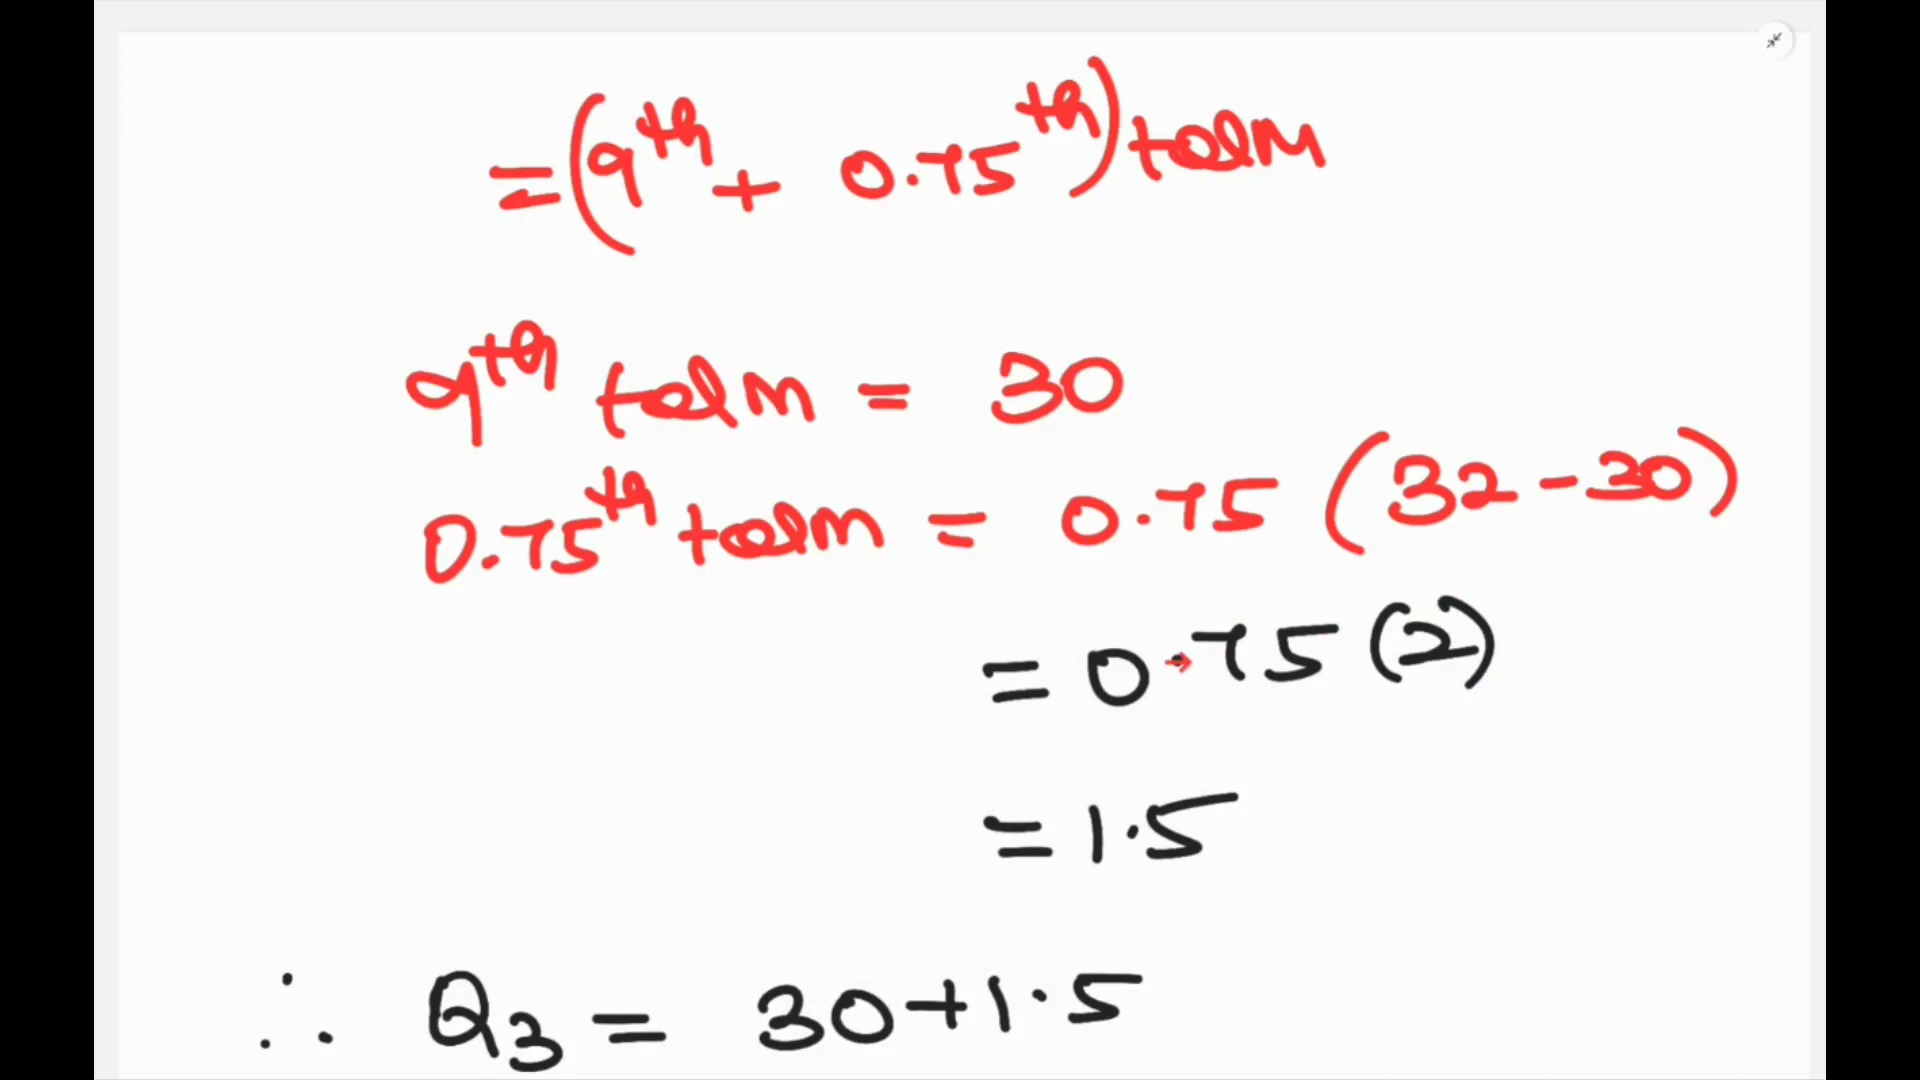 = (9th + 0.75th) term
9th term = 30
0.75th term = 0.75 (32 - 30)
= 0.75 (2)
= 1.5
∴ Q3 = 30 + 1.5